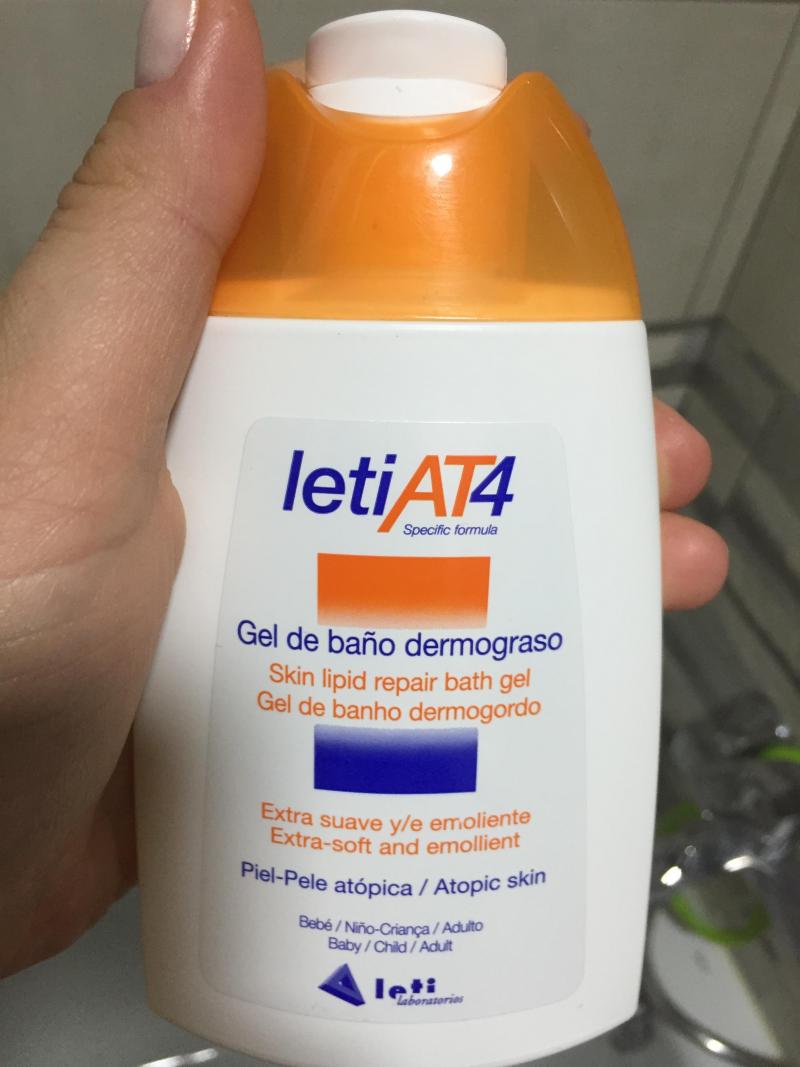 letiAT4
Specific formula
Gel de baño dermograso
Skin lipid repair bath gel
Gel de banho dermogordo
Extra suave y/e emoliente
Extra-soft and emollient
Piel-Pele atópica / Atopic skin
Bebé / Niño-Criança / Adulto
Baby / Child / Adult
leti
laboratorios